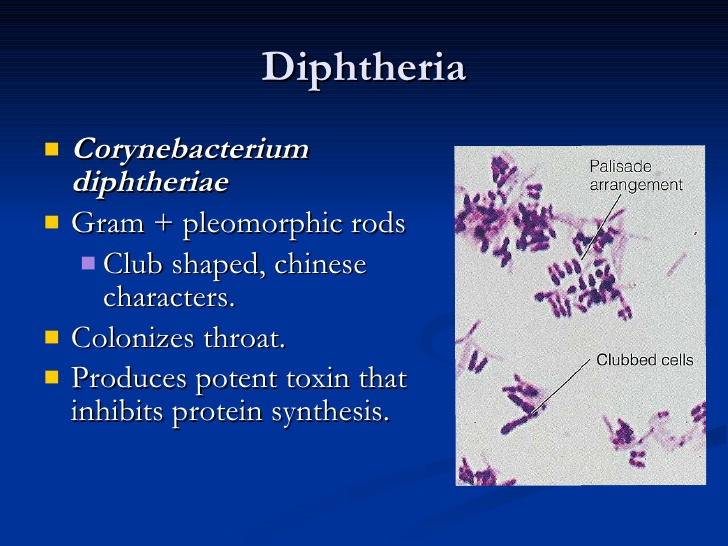 Diphtheria
Corynebacterium
diphtheriae
Gram + pleomorphic rods
Club shaped, chinese
characters.
Colonizes throat.
Produces potent toxin that
inhibits protein synthesis.
Palisade
arrangement
Clubbed cells